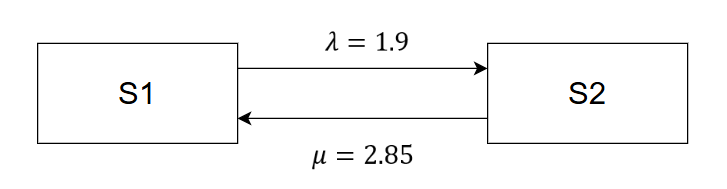 λ = 1.9
S1
S2
μ = 2.85